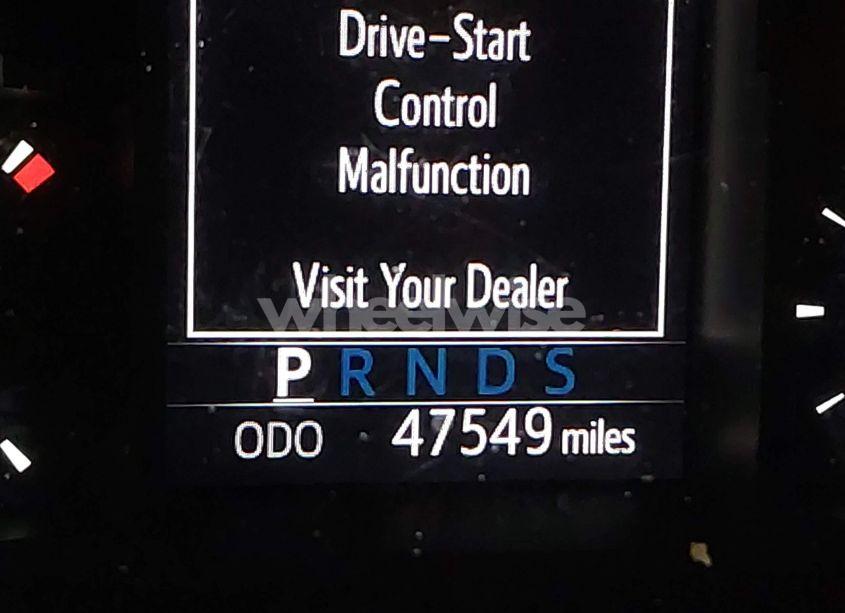 Drive-Start
Control
Malfunction
Visit Your Dealer
wheelwise
P R N D S
ODO 47549 miles